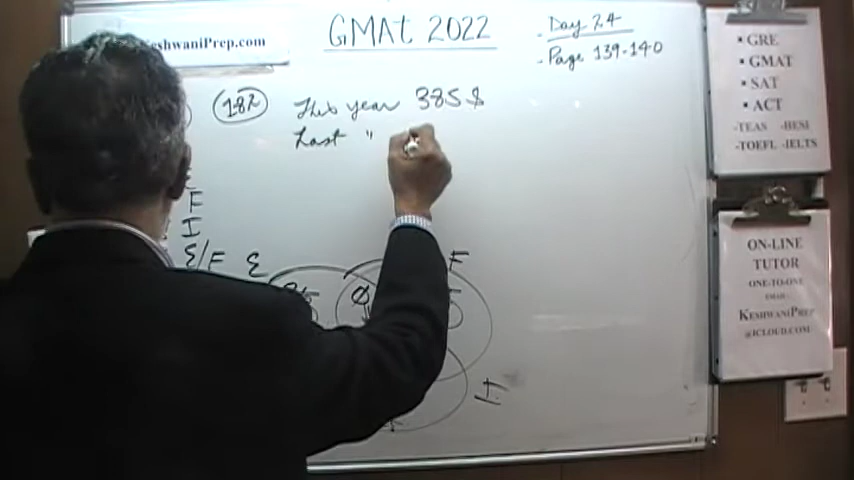 KeshwaniPrep.com
GMAt 2022
- Day 24
- Page 139-140
182 This year 385 $
Last "
F
I
E/F
E
F
I
• GRE
• GMAT
• SAT
• ACT
-TEAS -HESI
-TOEFL -IELTS
ON-LINE
TUTOR
ONE-TO-ONE
EMAIL:
KESHWANIPREP
@ICLOUD.COM